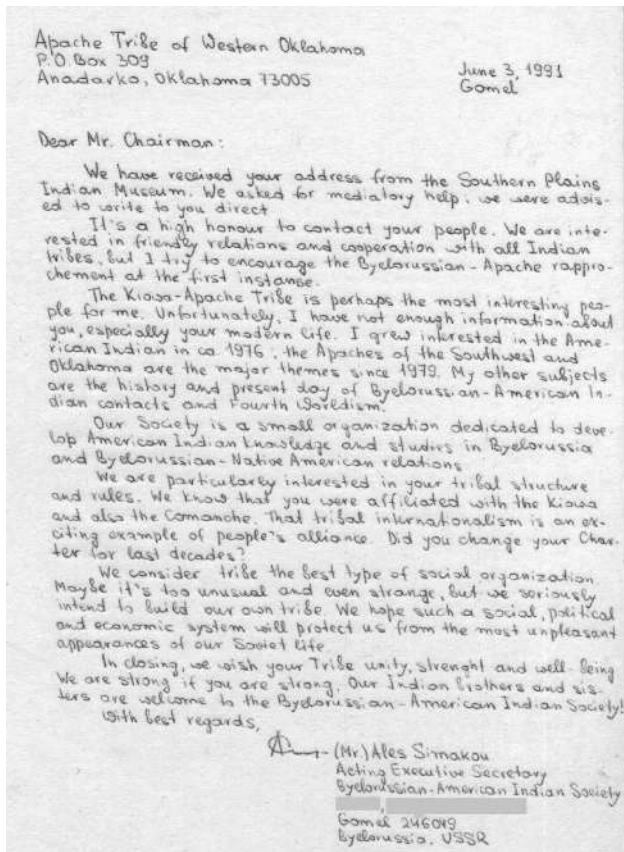 Apache Tribe of Western Oklahoma
P.O. Box 309
Anadarko, Oklahoma 73005
June 3, 1991
Gomel
Dear Mr. Chairman:
We have received your address from the Southern Plains
Indian Museum. We asked for mediatory help; we were advis-
ed to write to you direct.
It's a high honour to contact your people. We are inte-
rested in friendly relations and cooperation with all Indian
tribes, but I try to encourage the Byelorussian-Apache rappro-
chement at the first instance.
The Kiowa-Apache Tribe is perhaps the most interesting peo-
ple for me. Unfortunately, I have not enough information about
you, especially your modern life. I grew interested in the Ame-
rican Indian in ca 1976; the Apaches of the Southwest and
Oklahoma are the major themes since 1979. My other subjects
are the history and present day of Byelorussian-American In-
dian contacts and Fourth Worldism.
Our Society is a small organization dedicated to deve-
lop American Indian knowledge and studies in Byelorussia
and Byelorussian-Native American relations.
We are particulary interested in your tribal structure
and rules. We know that you were affiliated with the Kiowa
and also the Comanche. That tribal internationalism is an ex-
citing example of people's alliance. Did you change your Char-
ter for last decades?
We consider tribe the best type of social organization.
Maybe it's too unusual and even strange, but we seriously
intend to build our own tribe. We hope such a social, political
and economic system will protect us from the most unpleasant
appearances of our Soviet life.
In closing, we wish your Tribe unity, strenght and well-being
We are strong if you are strong. Our Indian brothers and sis-
ters are welcome to the Byelorussian-American Indian Society!
With best regards,
(Mr.) Ales Simakou
Acting Executive Secretary
Byelorussian-American Indian Society
Gomel 246049
Byelorussia, USSR